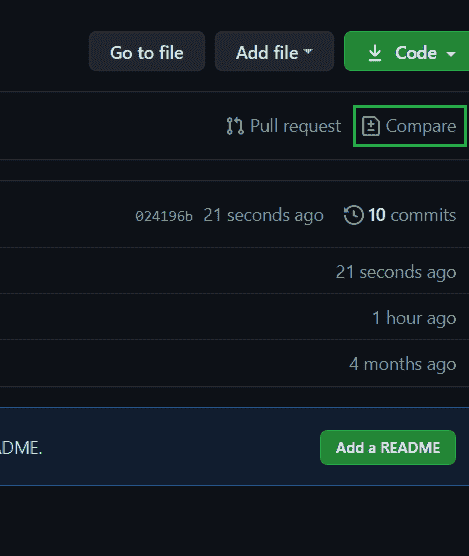 Go to file Add file Code
Pull request Compare
024196b 21 seconds ago 10 commits
21 seconds ago
1 hour ago
4 months ago
ADME. Add a README